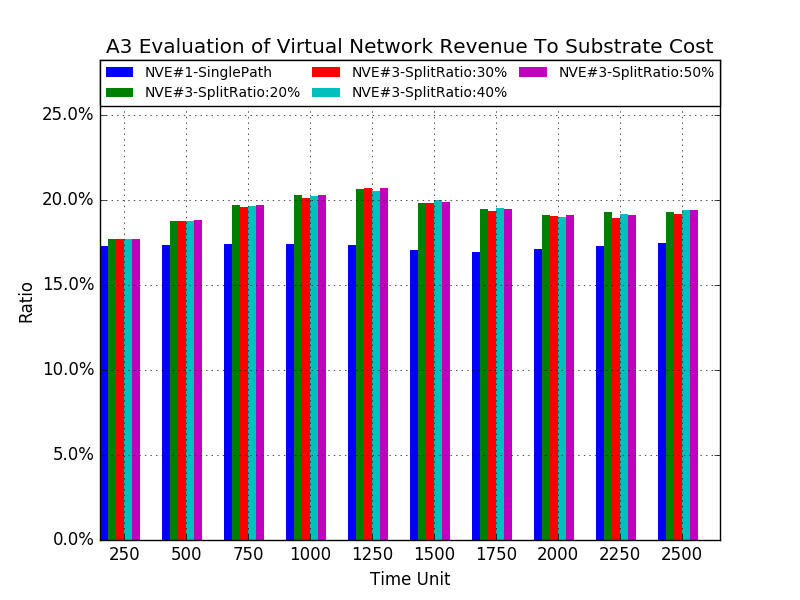 A3 Evaluation of Virtual Network Revenue To Substrate Cost
NVE#1-SinglePath NVE#3-SplitRatio:30% NVE#3-SplitRatio:50%
NVE#3-SplitRatio:20% NVE#3-SplitRatio:40%
25.0%
20.0%
15.0%
10.0%
5.0%
0.0%
Ratio
250 500 750 1000 1250 1500 1750 2000 2250 2500
Time Unit